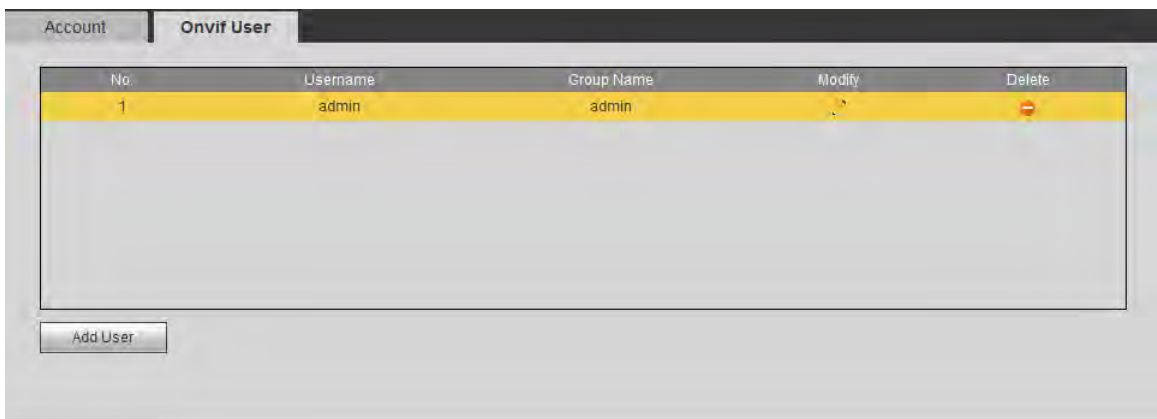 Account Onvif User
No. Username Group Name Modify Delete
1 admin admin
Add User